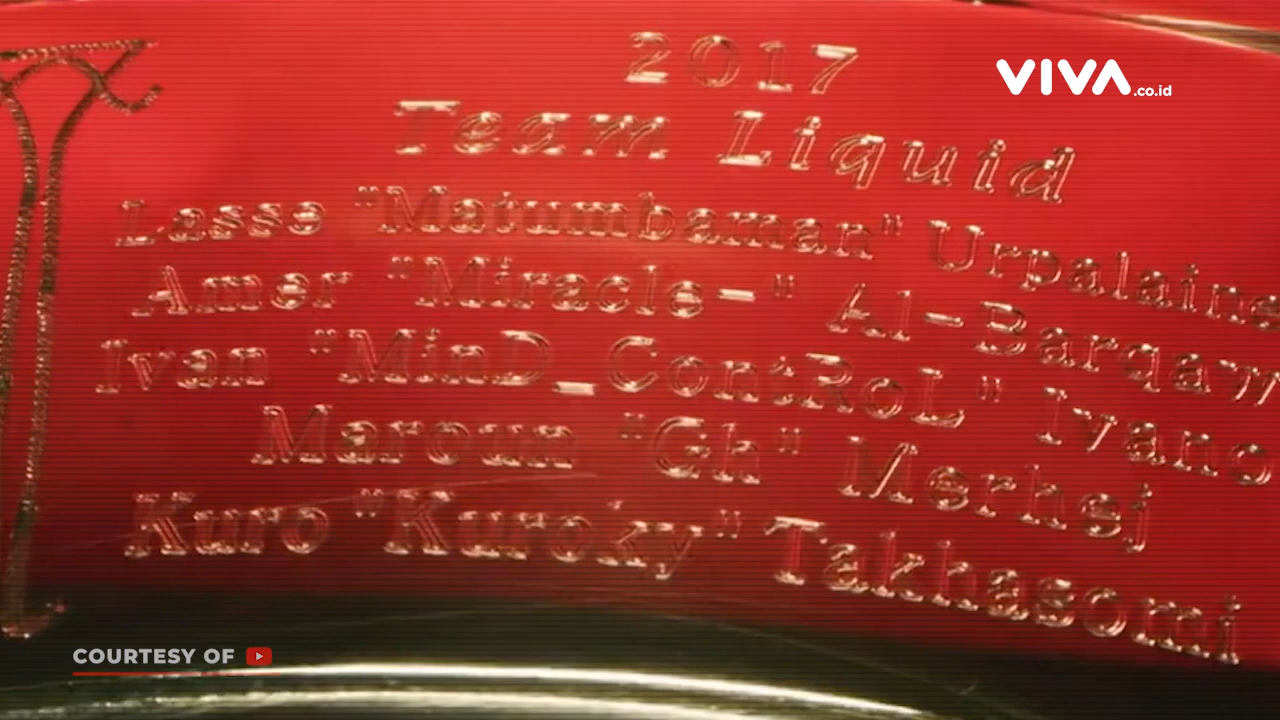 VIVA.co.id
2017
Team Liquid
Lasse "Matumbaman" Urpalaine
Amer "Miracle-" Al-Barqaw
Ivan "MinD_ContRoL" Ivano
Maroun "Gh" Merhej
Kuro "Kuroky" Takhasomi
COURTESY OF